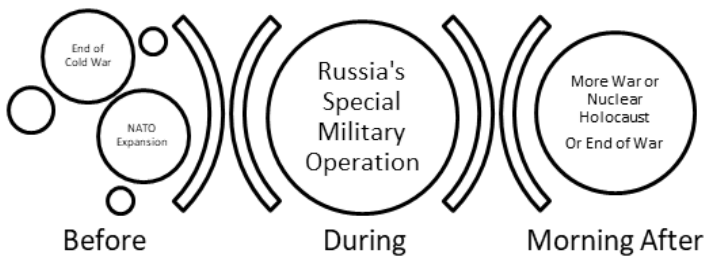 End of
Cold War
NATO
Expansion
Before
Russia's
Special
Military
Operation
During
More War or
Nuclear
Holocaust
Or End of War
Morning After